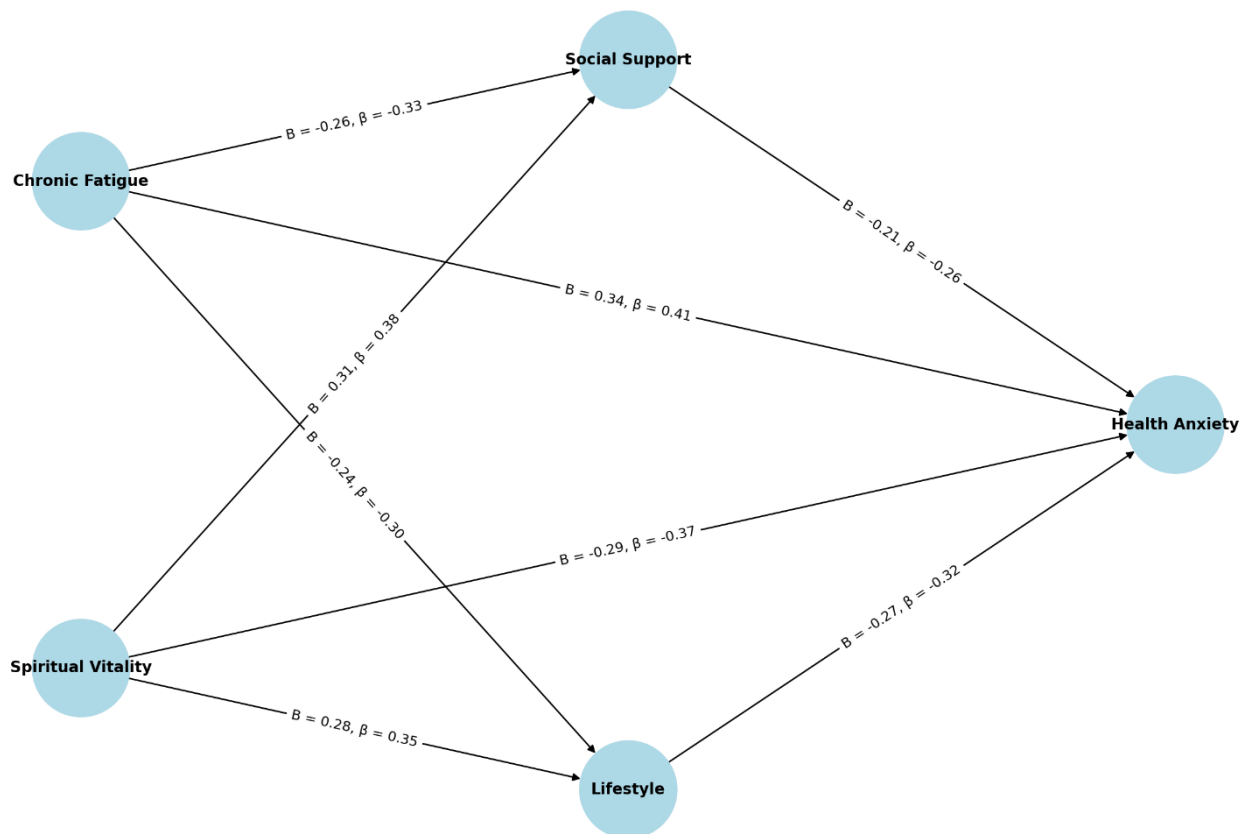 Social Support
B = -0.26, β = -0.33
Chronic Fatigue
B = -0.21, β = -0.26
B = 0.34, β = 0.41
B = 0.31, β = 0.38
Health Anxiety
B = -0.24, β = -0.30
B = -0.29, β = -0.37
B = -0.27, β = -0.32
Spiritual Vitality
B = 0.28, β = 0.35
Lifestyle